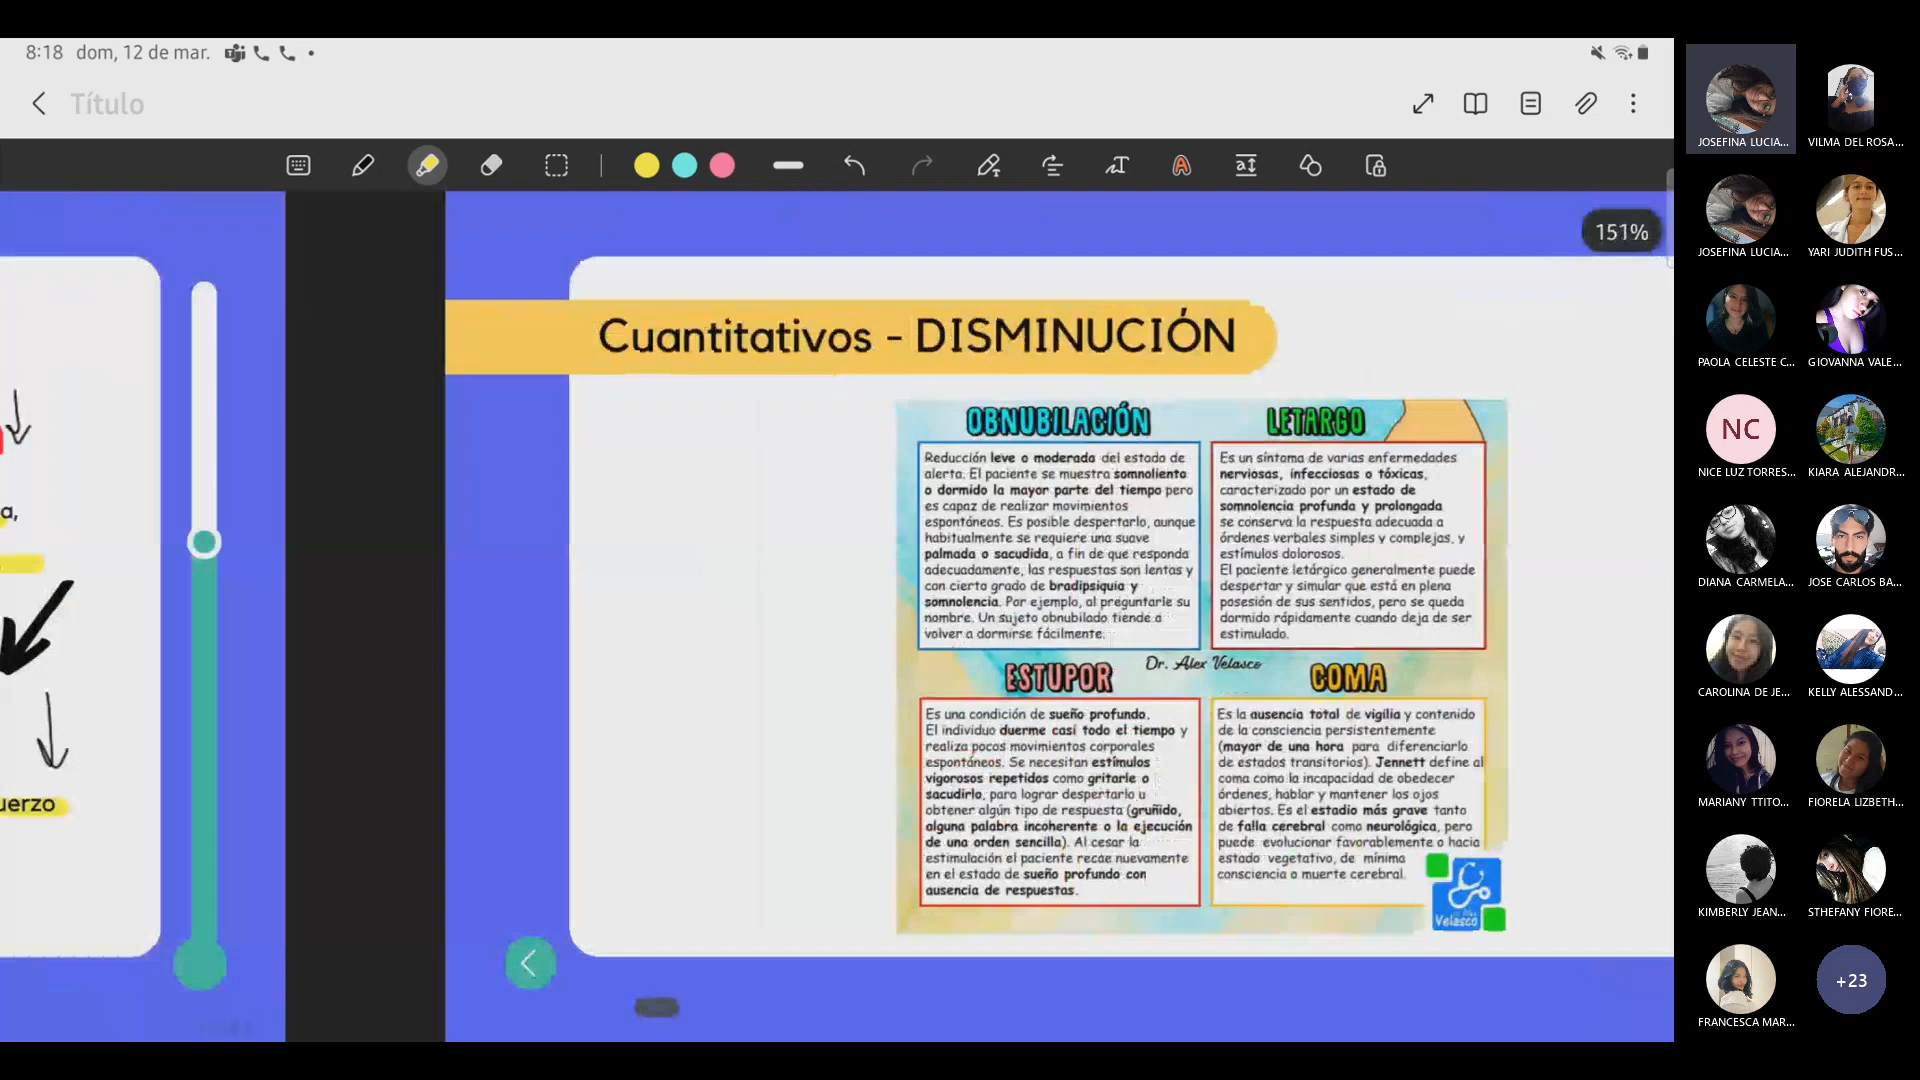 8:18 dom, 12 de mar.
Título
151%
a,
uerzo
Cuantitativos - DISMINUCIÓN
OBNUBILACIÓN
Reducción leve o moderada del estado de
alerta. El paciente se muestra somnoliento
o dormido la mayor parte del tiempo pero
es capaz de realizar movimientos
espontáneos. Es posible despertarlo, aunque
habitualmente se requiere una suave
palmada o sacudida, a fin de que responda
adecuadamente, las respuestas son lentas y
con cierto grado de bradipsiquia y
somnolencia. Por ejemplo, al preguntarle su
nombre. Un sujeto obnubilado tiende a
volver a dormirse fácilmente.
LETARGO
Es un síntoma de varias enfermedades
nerviosas, infecciosas o tóxicas,
caracterizado por un estado de
somnolencia profunda y prolongada
se conserva la respuesta adecuada a
órdenes verbales simples y complejas, y
estímulos dolorosos.
El paciente letárgico generalmente puede
despertar y simular que está en plena
posesión de sus sentidos, pero se queda
dormido rápidamente cuando deja de ser
estimulado.
Dr. Alex Velasco
ESTUPOR
Es una condición de sueño profundo.
El individuo duerme casi todo el tiempo y
realiza pocos movimientos corporales
espontáneos. Se necesitan estímulos
vigorosos repetidos como gritarle o
sacudirlo, para lograr despertarlo u
obtener algún tipo de respuesta (gruñido,
alguna palabra incoherente o la ejecución
de una orden sencilla). Al cesar la
estimulación el paciente recae nuevamente
en el estado de sueño profundo con
ausencia de respuestas.
COMA
Es la ausencia total de vigilia y contenido
de la consciencia persistentemente
(mayor de una hora para diferenciarlo
de estados transitorios). Jennett define al
coma como la incapacidad de obedecer
órdenes, hablar y mantener los ojos
abiertos. Es el estadio más grave tanto
de falla cerebral como neurológica, pero
puede evolucionar favorablemente o hacia
estado vegetativo, de mínima
consciencia o muerte cerebral.
Velasco
JOSEFINA LUCIA...
VILMA DEL ROSA...
JOSEFINA LUCIA...
YARI JUDITH FUS...
PAOLA CELESTE C...
GIOVANNA VALE...
NC
NICE LUZ TORRES...
KIARA ALEJANDR...
DIANA CARMELA...
JOSE CARLOS BA...
CAROLINA DE JE...
KELLY ALESSAND...
MARIANY TTITO...
FIORELA LIZBETH...
KIMBERLY JEAN...
STHEFANY FIORE...
FRANCESCA MAR...
+23